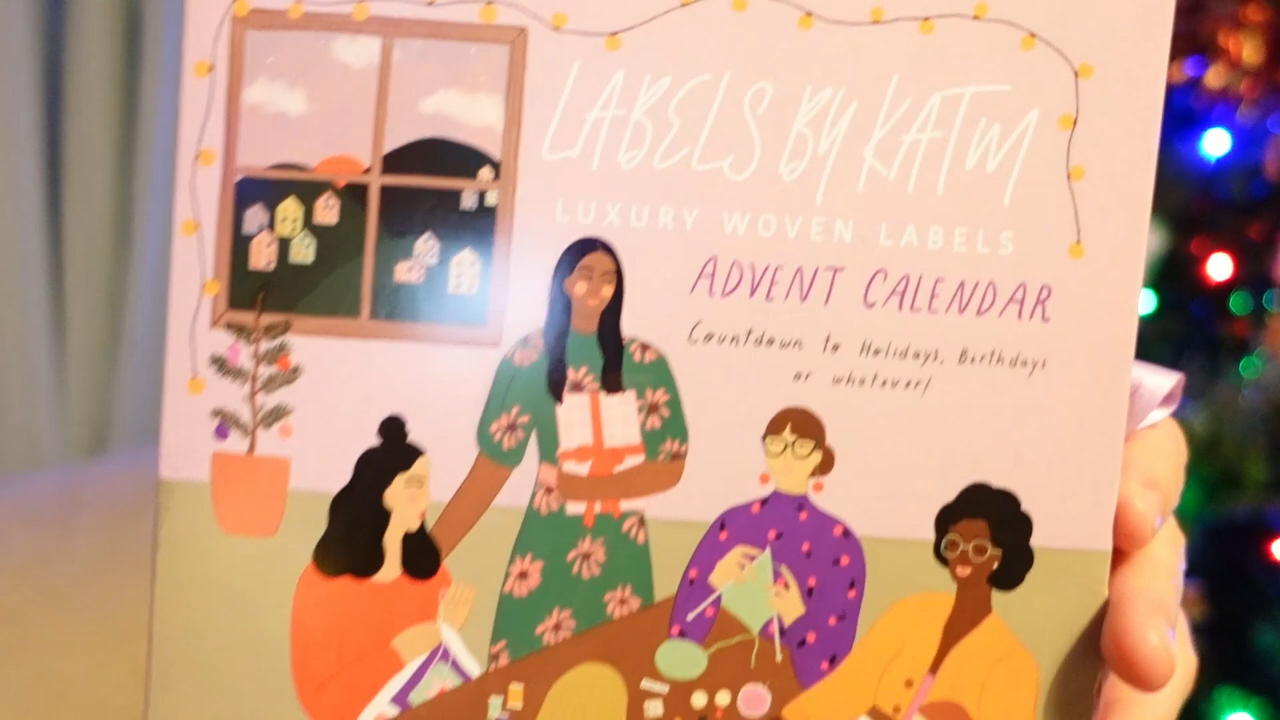 LABELS BY KATM
LUXURY WOVEN LABELS
ADVENT CALENDAR
Countdown to Holidays, Birthdays
or whatever!